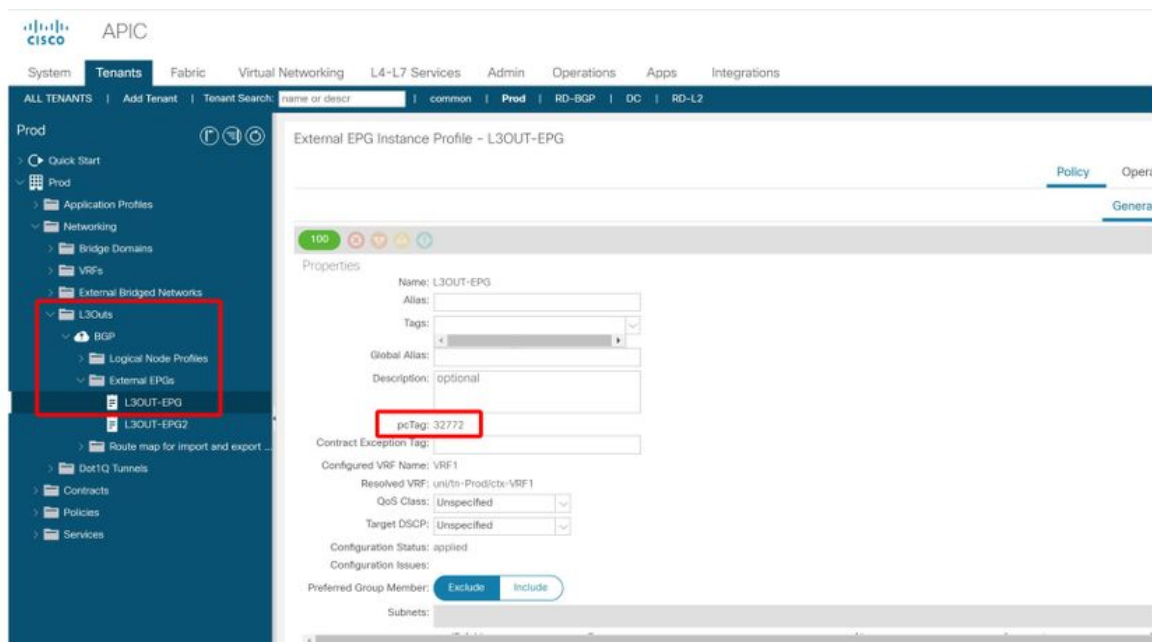 cisco
APIC
System Tenants Fabric Virtual Networking L4-L7 Services Admin Operations Apps Integrations
ALL TENANTS | Add Tenant | Tenant Search: name or descr | common | Prod | RD-BGP | DC | RD-L2
Prod
Quick Start
Prod
Application Profiles
Networking
Bridge Domains
VRFs
External Bridged Networks
L3Outs
BGP
Logical Node Profiles
External EPGs
L3OUT-EPG
L3OUT-EPG2
Route map for import and export ...
Dot1Q Tunnels
Contracts
Policies
Services
External EPG Instance Profile - L3OUT-EPG
Policy Opera
Genera
100
Properties
Name: L3OUT-EPG
Alias:
Tags:
Global Alias:
Description: optional
pcTag: 32772
Contract Exception Tag:
Configured VRF Name: VRF1
Resolved VRF: uni/tn-Prod/ctx-VRF1
QoS Class: Unspecified
Target DSCP: Unspecified
Configuration Status: applied
Configuration Issues:
Preferred Group Member: Exclude Include
Subnets: